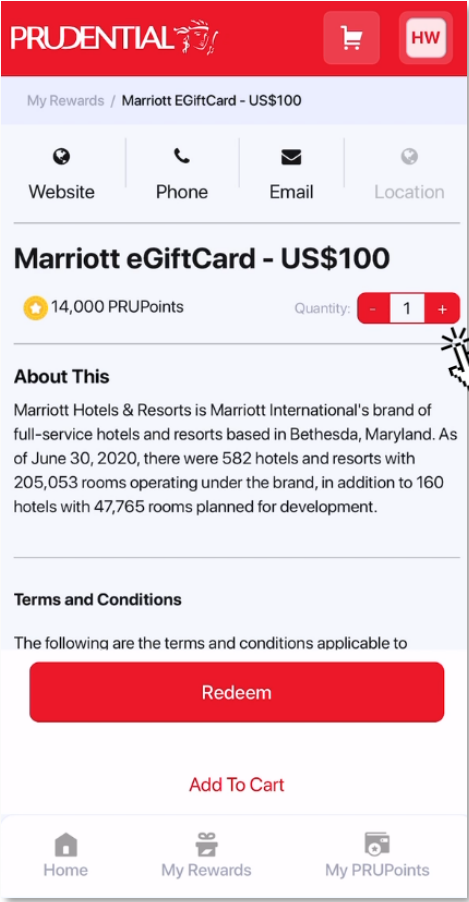 PRUDENTIAL
HW
My Rewards / Marriott EGiftCard - US$100
Website Phone Email Location
Marriott eGiftCard - US$100
14,000 PRUPoints Quantity: - 1 +
About This
Marriott Hotels & Resorts is Marriott International's brand of
full-service hotels and resorts based in Bethesda, Maryland. As
of June 30, 2020, there were 582 hotels and resorts with
205,053 rooms operating under the brand, in addition to 160
hotels with 47,765 rooms planned for development.
Terms and Conditions
The following are the terms and conditions applicable to
Redeem
Add To Cart
Home My Rewards My PRUPoints